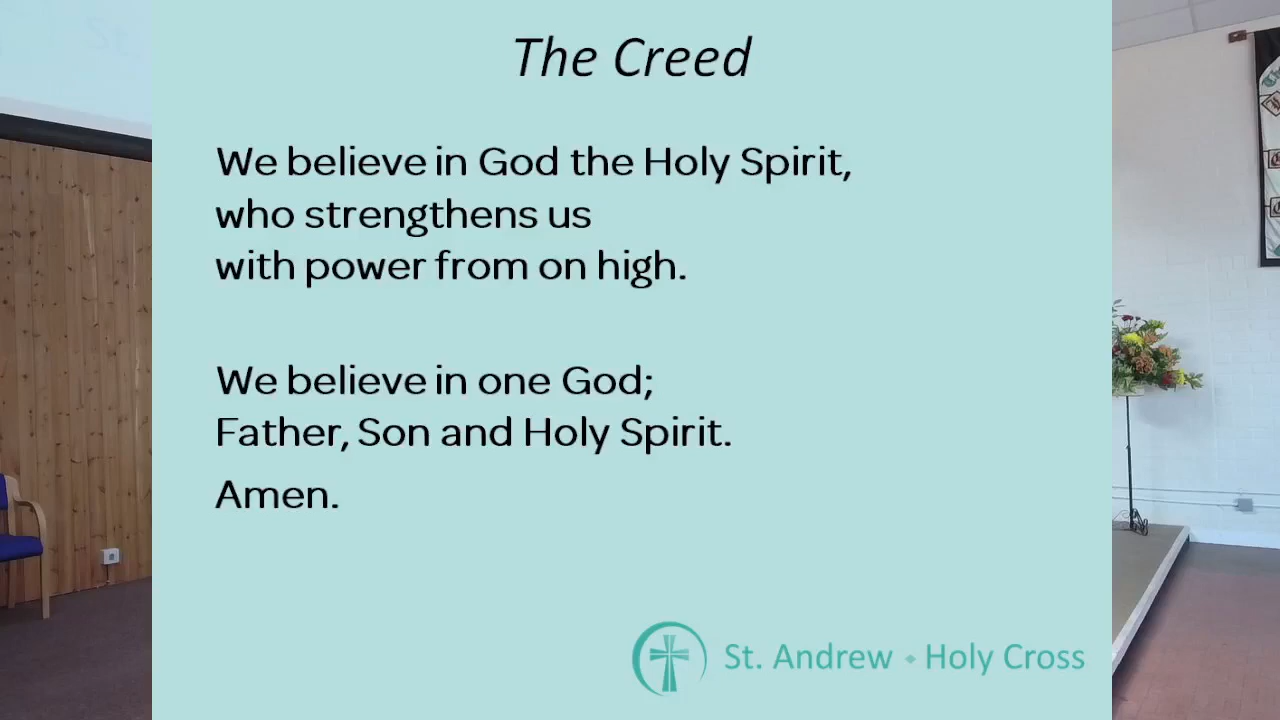 The Creed
We believe in God the Holy Spirit,
who strengthens us
with power from on high.
We believe in one God;
Father, Son and Holy Spirit.
Amen.
St. Andrew • Holy Cross